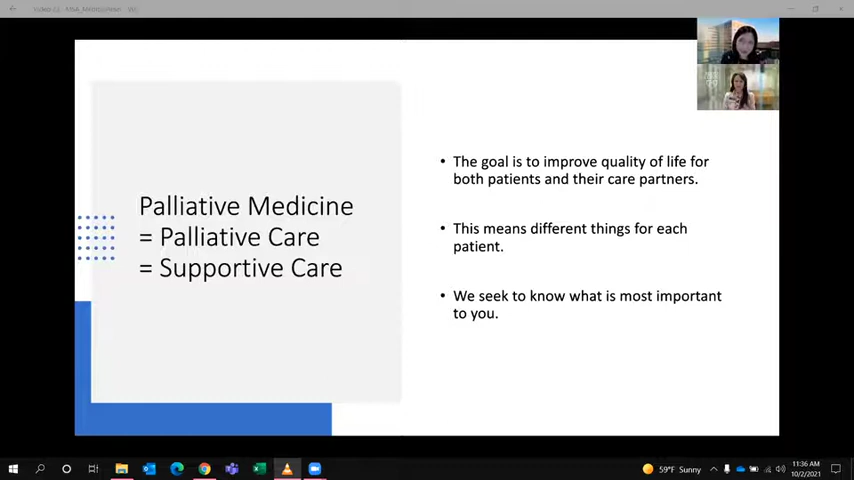 Palliative Medicine
= Palliative Care
= Supportive Care
• The goal is to improve quality of life for
both patients and their care partners.
• This means different things for each
patient.
• We seek to know what is most important
to you.
59°F Sunny
11:36 AM
10/2/2021